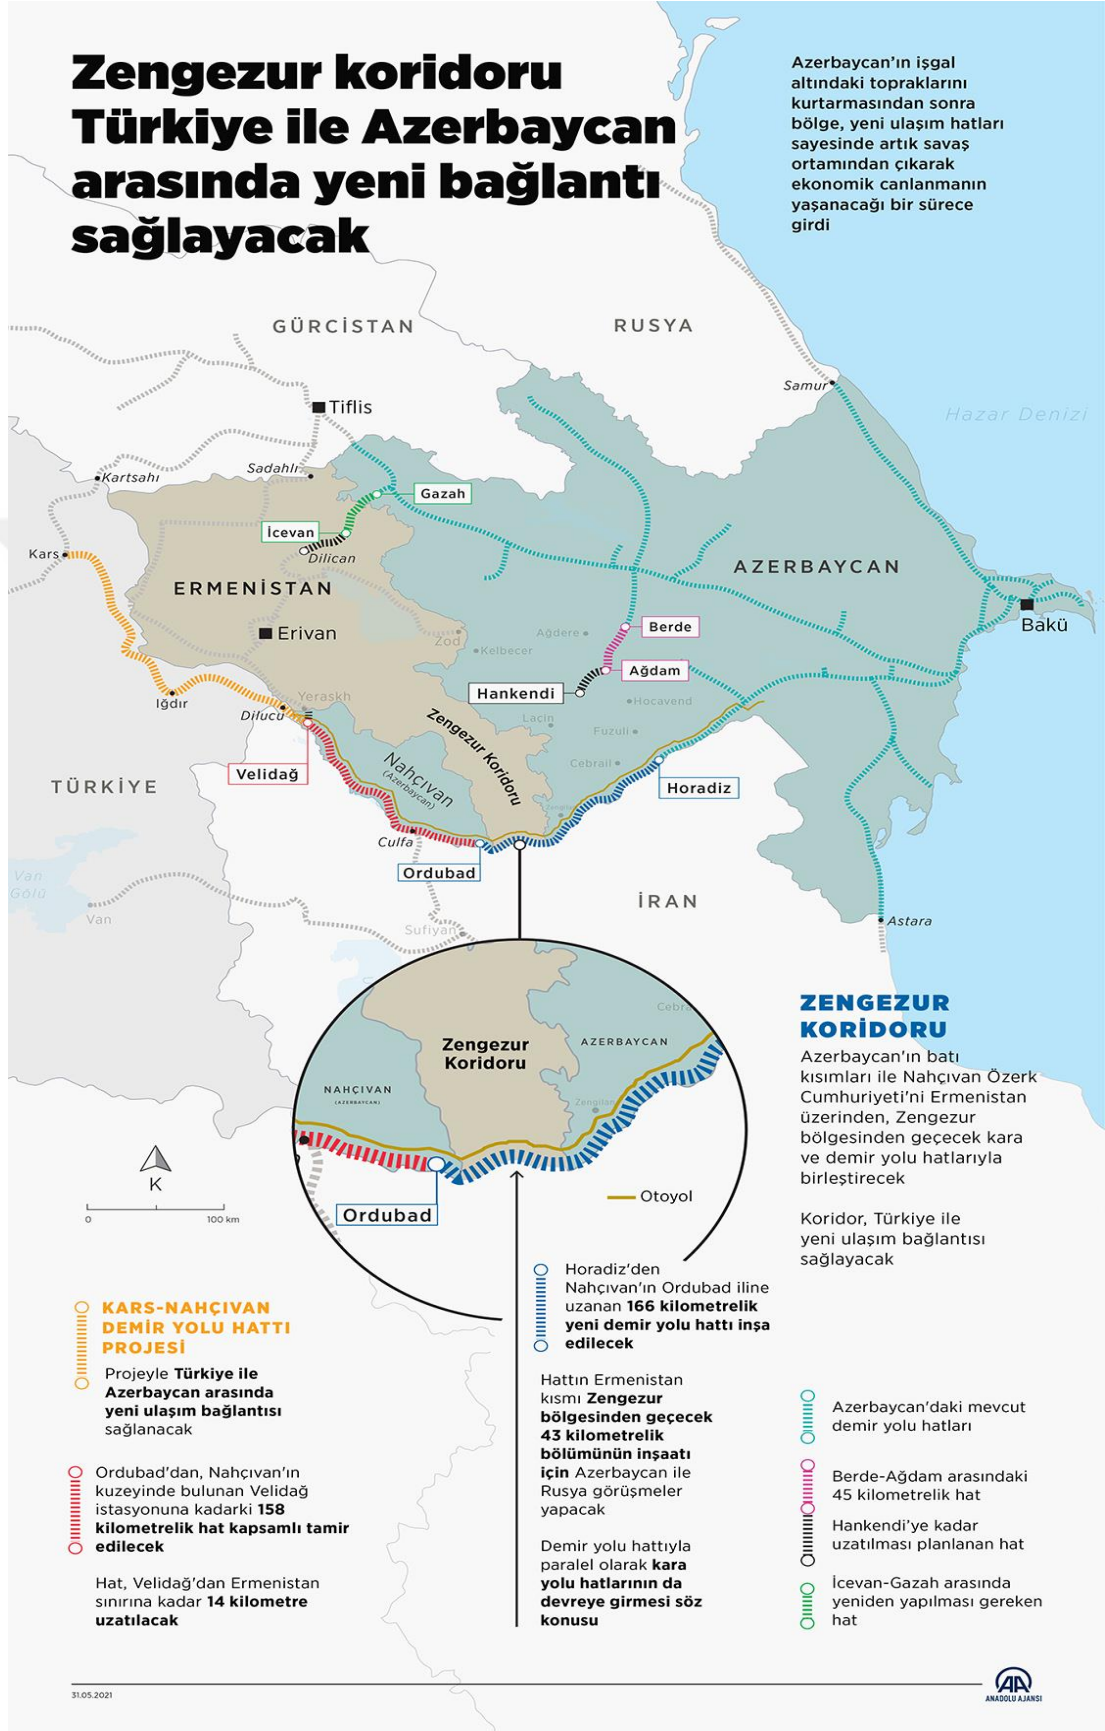 Zengezur koridoru
Türkiye ile Azerbaycan
arasında yeni bağlantı
sağlayacak
Azerbaycan'ın işgal
altındaki topraklarını
kurtarmasından sonra
bölge, yeni ulaşım hatları
sayesinde artık savaş
ortamından çıkarak
ekonomik canlanmanın
yaşanacağı bir sürece
girdi
GÜRCİSTAN
RUSYA
Samur
Hazar Denizi
Tiflis
Kartsahı
Sadahlı
Gazah
İcevan
Dilican
Kars
ERMENİSTAN
AZERBAYCAN
Bakü
Erivan
Zod
Kelbecer
Ağdere
Berde
Ağdam
Hankendi
Hocavend
Laçin
Fuzuli
Cebrail
Iğdır
Dilucu
Yeraskh
Zengezur Koridoru
Nahçıvan
(Azerbaycan)
Velidağ
Horadiz
TÜRKİYE
Culfa
Ordubad
Van
Gölü
Van
Sufiyan
İRAN
Astara
Zengezur
Koridoru
AZERBAYCAN
Cebra
NAHÇIVAN
(AZERBAYCAN)
Zengilan
Ordubad
Otoyol
K
0
100 km
ZENGEZUR
KORİDORU
Azerbaycan'ın batı
kısımları ile Nahçıvan Özerk
Cumhuriyeti'ni Ermenistan
üzerinden, Zengezur
bölgesinden geçecek kara
ve demir yolu hatlarıyla
birleştirecek
Koridor, Türkiye ile
yeni ulaşım bağlantısı
sağlayacak
KARS-NAHÇIVAN
DEMİR YOLU HATTI
PROJESİ
Projeyle Türkiye ile
Azerbaycan arasında
yeni ulaşım bağlantısı
sağlanacak
Ordubad'dan, Nahçıvan'ın
kuzeyinde bulunan Velidağ
istasyonuna kadarki 158
kilometrelik hat kapsamlı tamir
edilecek
Hat, Velidağ'dan Ermenistan
sınırına kadar 14 kilometre
uzatılacak
Horadiz'den
Nahçıvan'ın Ordubad iline
uzanan 166 kilometrelik
yeni demir yolu hattı inşa
edilecek
Hattın Ermenistan
kısmı Zengezur
bölgesinden geçecek
43 kilometrelik
bölümünün inşaatı
için Azerbaycan ile
Rusya görüşmeler
yapacak
Demir yolu hattıyla
paralel olarak kara
yolu hatlarının da
devreye girmesi söz
konusu
Azerbaycan'daki mevcut
demir yolu hatları
Berde-Ağdam arasındaki
45 kilometrelik hat
Hankendi'ye kadar
uzatılması planlanan hat
İcevan-Gazah arasında
yeniden yapılması gereken
hat
31.05.2021
AA
ANADOLU AJANSI